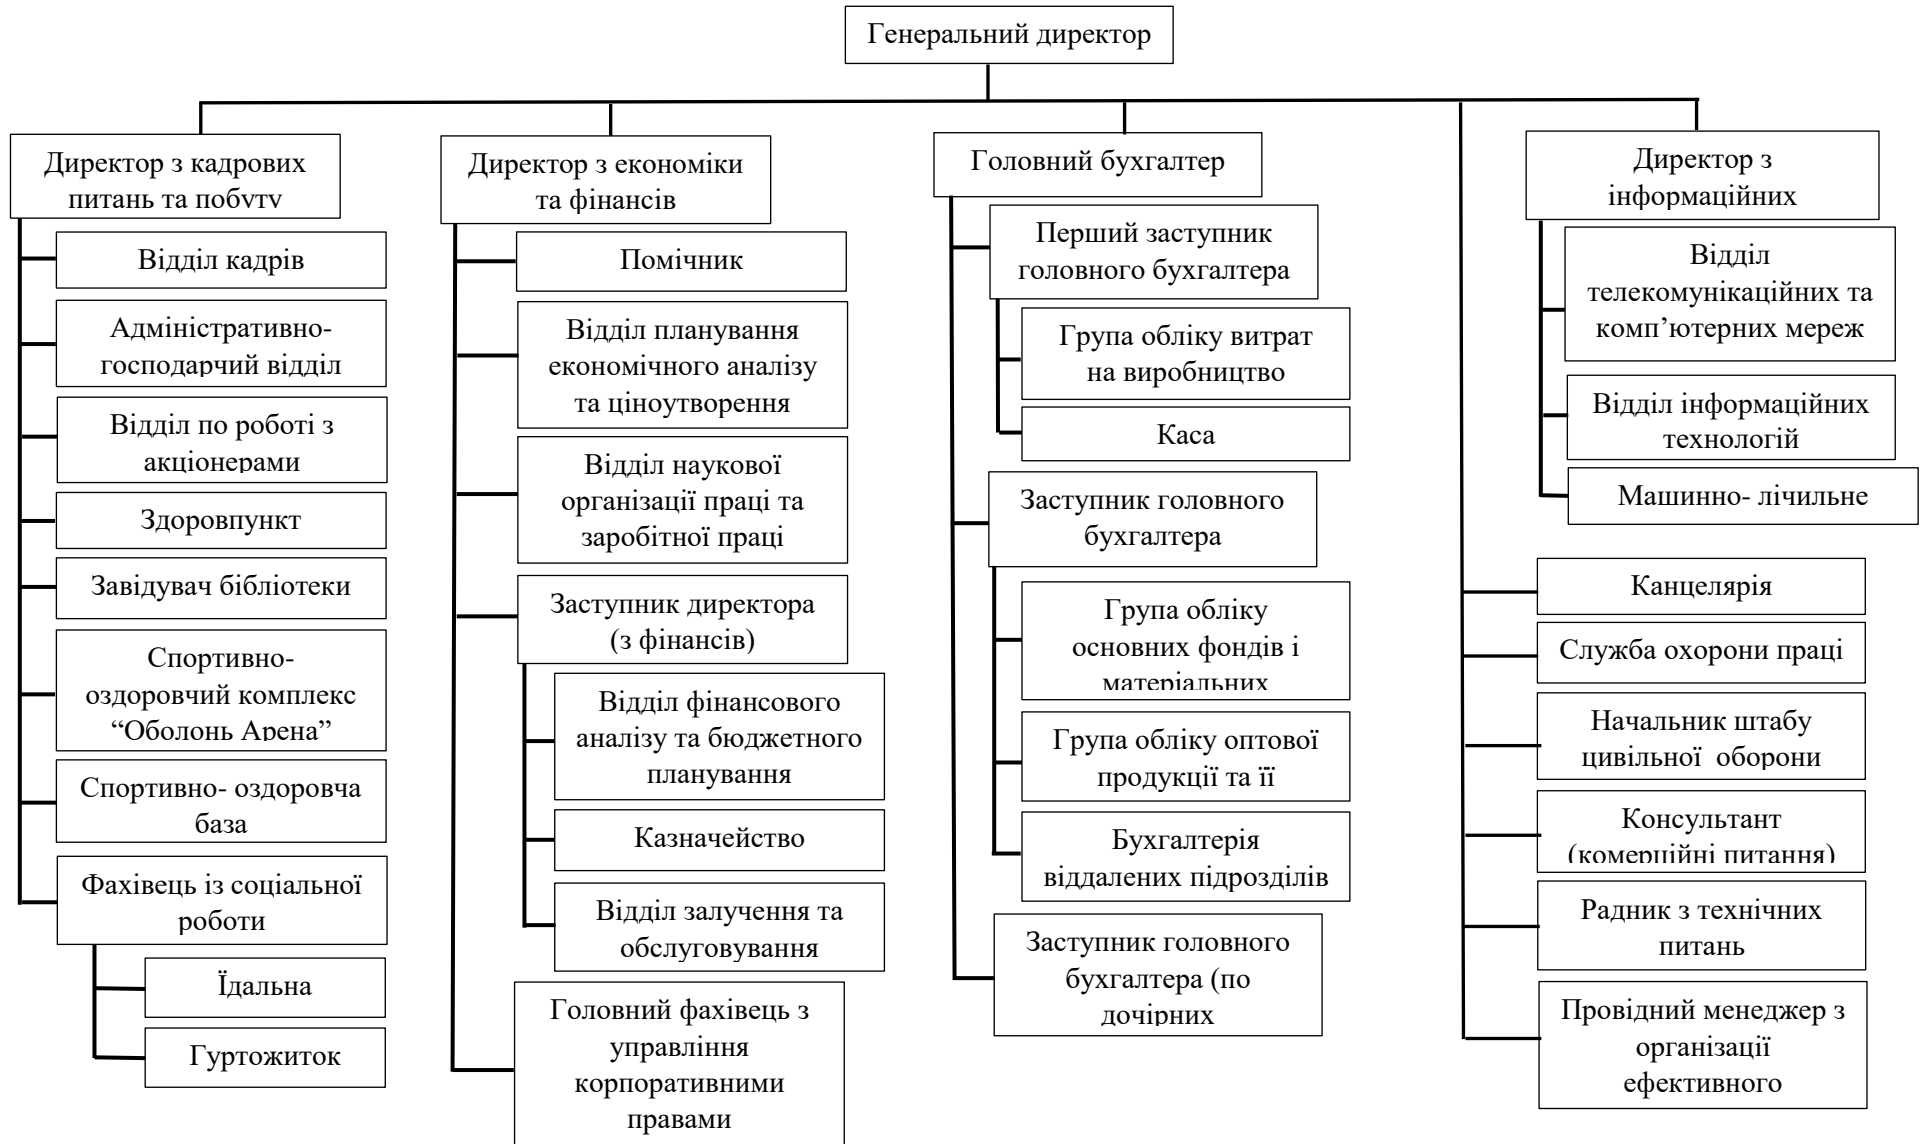 Генеральний директор
Директор з кадрових
питань та побуту
Відділ кадрів
Адміністративно-
господарчий відділ
Відділ по роботі з
акціонерами
Здоровпункт
Завідувач бібліотеки
Спортивно-
оздоровчий комплекс
“Оболонь Арена”
Спортивно- оздоровча
база
Фахівець із соціальної
роботи
Їдальна
Гуртожиток
Директор з економіки
та фінансів
Помічник
Відділ планування
економічного аналізу
та ціноутворення
Відділ наукової
організації праці та
заробітної праці
Заступник директора
(з фінансів)
Відділ фінансового
аналізу та бюджетного
планування
Казначейство
Відділ залучення та
обслуговування
Головний фахівець з
управління
корпоративними
правами
Головний бухгалтер
Перший заступник
головного бухгалтера
Група обліку витрат
на виробництво
Каса
Заступник головного
бухгалтера
Група обліку
основних фондів і
матеріальних
Група обліку оптової
продукції та її
Бухгалтерія
віддалених підрозділів
Заступник головного
бухгалтера (по
дочірних
Директор з
інформаційних
Відділ
телекомунікаційних та
комп’ютерних мереж
Відділ інформаційних
технологій
Машинно- лічильне
Канцелярія
Служба охорони праці
Начальник штабу
цивільної оборони
Консультант
(комерційні питання)
Радник з технічних
питань
Провідний менеджер з
організації
ефективного